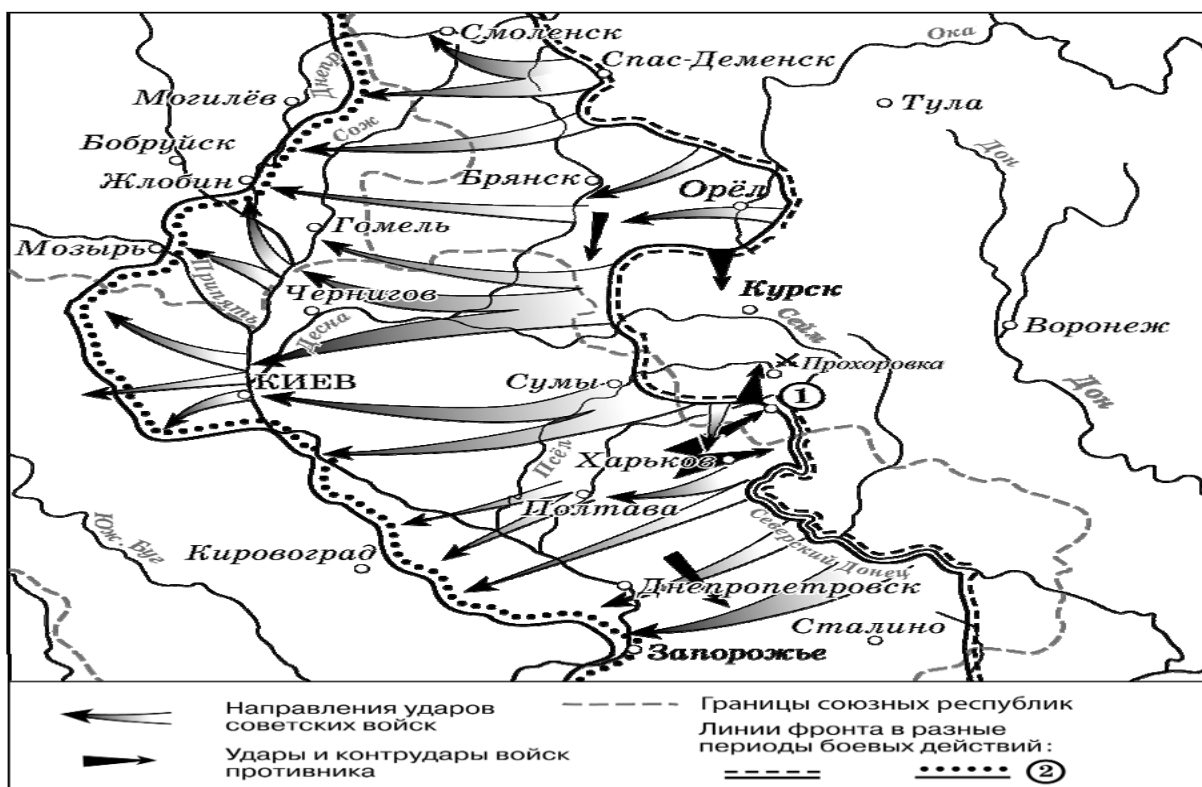 Смоленск
Ока
Спас-Деменск
Днепр
Могилёв
Тула
Сож
Бобруйск
Дон
Жлобин
Брянск
Орёл
Гомель
Мозырь
Припять
Чернигов
Курск
Сейм
Воронеж
Десна
Прохоровка
КИЕВ
Сумы
1
Дон
Псёл
Харьков
Полтава
Юж. Буг
Северский Донец
Кировоград
Днепропетровск
Сталино
Запорожье
Направления ударов
советских войск
Удары и контрудары войск
противника
Границы союзных республик
Линии фронта в разные
периоды боевых действий:
2